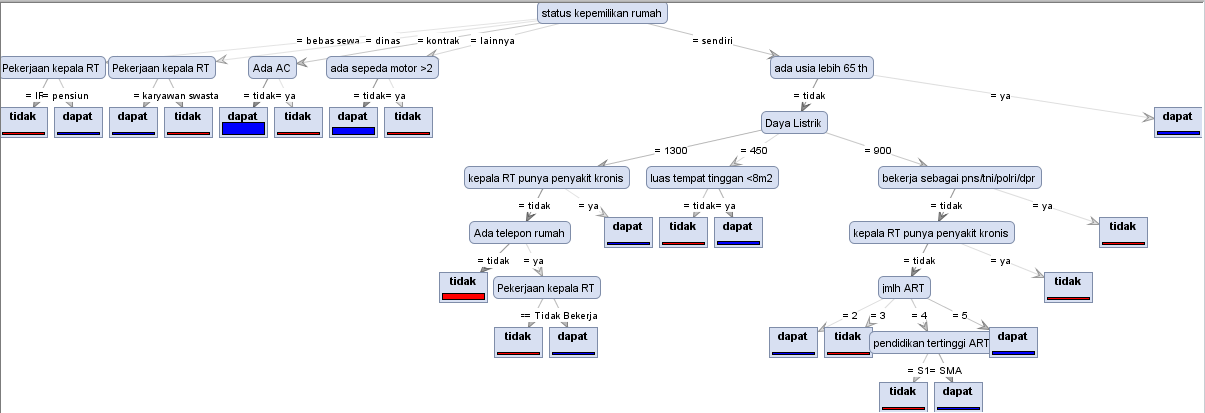 status kepemilikan rumah
= bebas sewa = dinas = kontrak = lainnya = sendiri
Pekerjaan kepala RT Pekerjaan kepala RT Ada AC ada sepeda motor >2 ada usia lebih 65 th
= pensiun = karyawan swasta = tidak = ya = tidak = ya = tidak = ya
tidak dapat dapat tidak dapat tidak dapat tidak Daya Listrik dapat
= 1300 = 450 = 900
kepala RT punya penyakit kronis luas tempat tinggan <8m2 bekerja sebagai pns/tni/polri/dpr
= tidak = ya = tidak = ya = tidak = ya
Ada telepon rumah dapat tidak dapat kepala RT punya penyakit kronis tidak
= tidak = ya = tidak = ya
tidak Pekerjaan kepala RT jmlh ART tidak
== Tidak Bekerja = 2 = 3 = 4 = 5
tidak dapat dapat tidak pendidikan tertinggi ART dapat
= S1 = SMA
tidak dapat